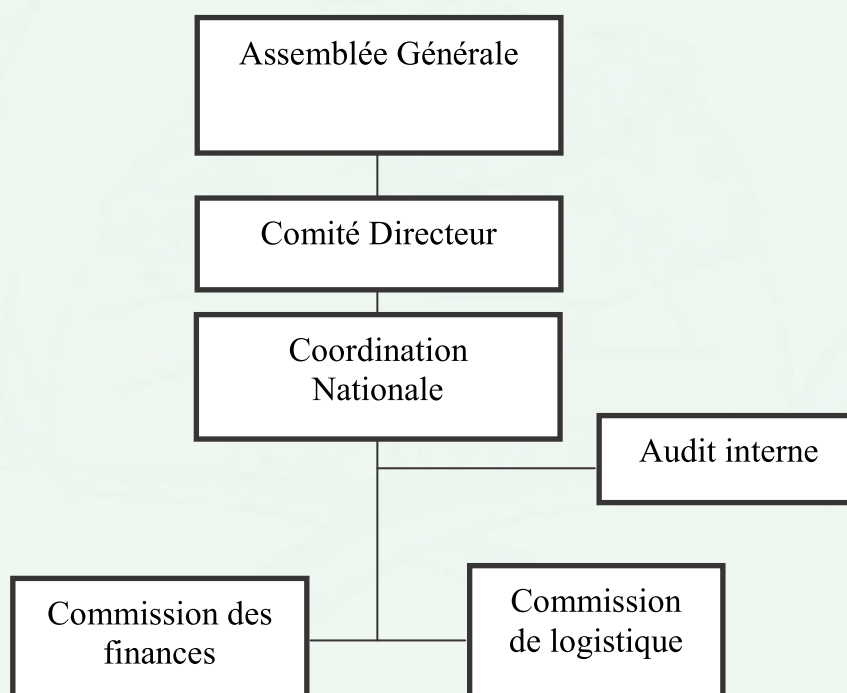 Assemblée Générale
Comité Directeur
Coordination
Nationale
Audit interne
Commission des
finances
Commission
de logistique